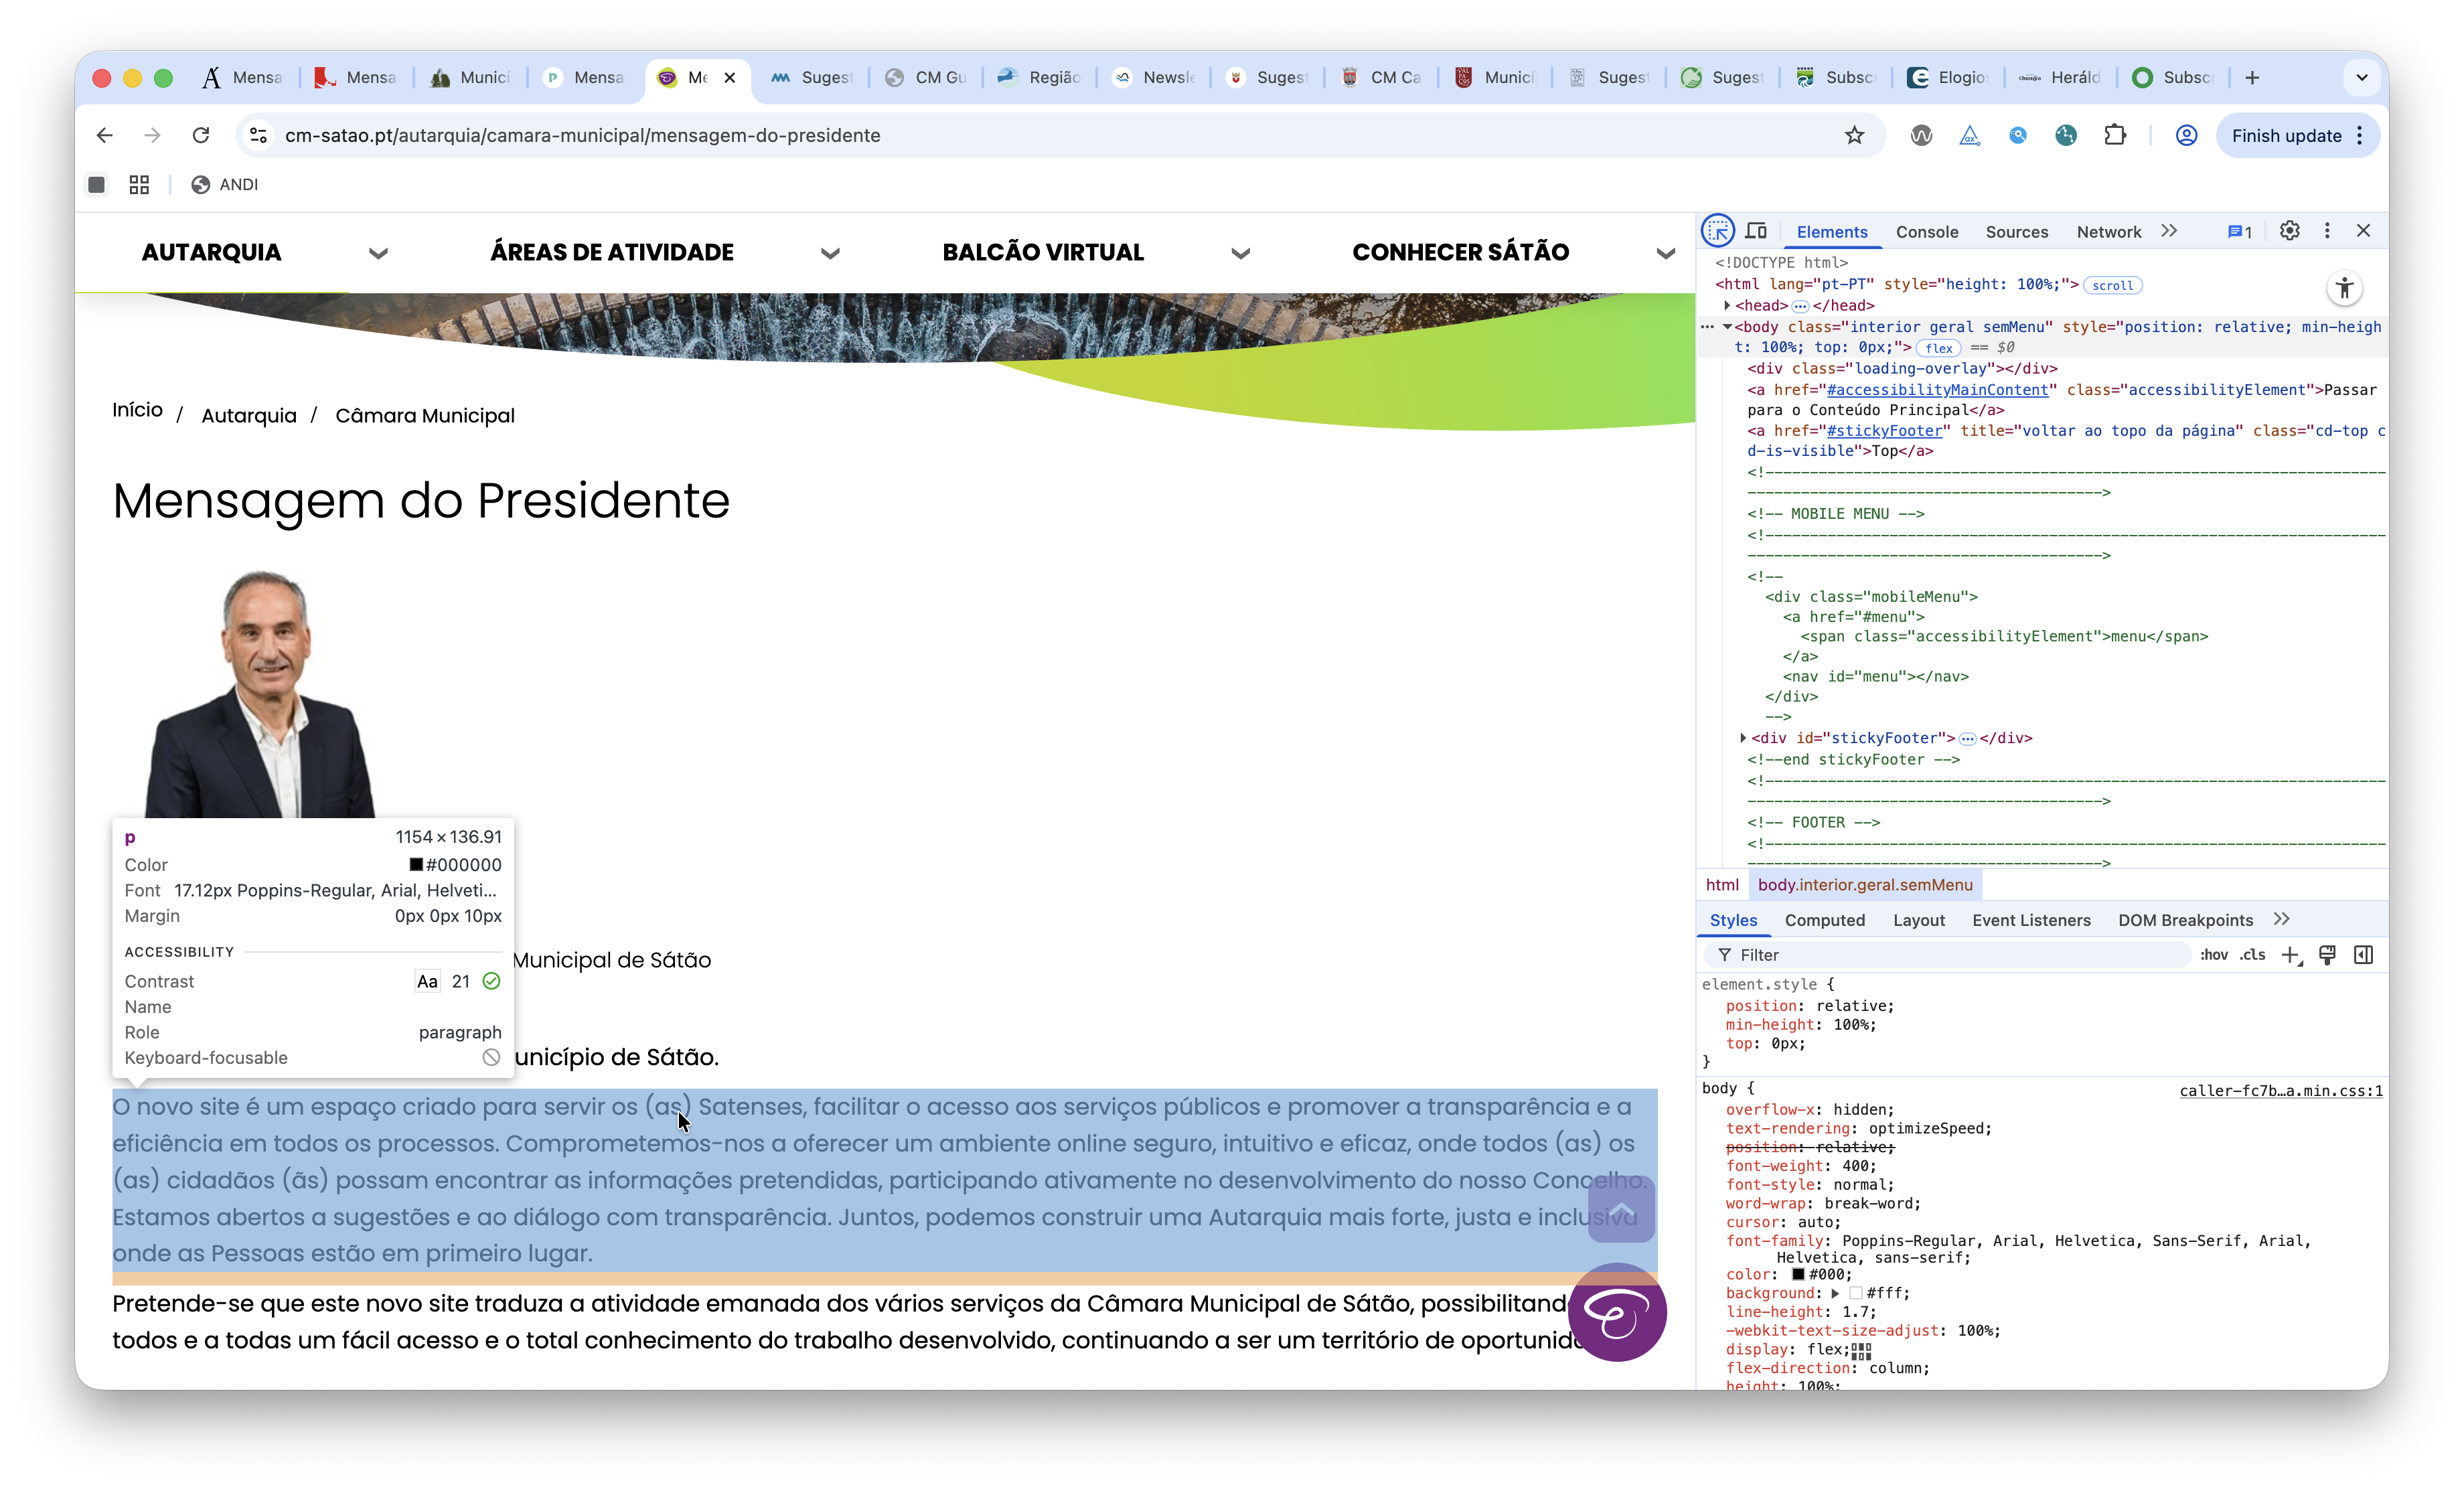 Mensa
Mensa
Municí
Mensa
Me
Sugest
CM Gu
Região
Newsle
Sugest
CM Ca
Municí
Sugest
Sugest
Subsc
Elogio
Heráld
Subsc
cm-satao.pt/autarquia/camara-municipal/mensagem-do-presidente
Finish update
ANDI
AUTARQUIA
ÁREAS DE ATIVIDADE
BALCÃO VIRTUAL
CONHECER SÁTÃO
Início / Autarquia / Câmara Municipal
Mensagem do Presidente
p 1154 × 136.91
Color #000000
Font 17.12px Poppins-Regular, Arial, Helveti...
Margin 0px 0px 10px
ACCESSIBILITY
Contrast Aa 21
Name
Role paragraph
Keyboard-focusable
Municipal de Sátão
unicípio de Sátão.
O novo site é um espaço criado para servir os (as) Satenses, facilitar o acesso aos serviços públicos e promover a transparência e a
eficiência em todos os processos. Comprometemos-nos a oferecer um ambiente online seguro, intuitivo e eficaz, onde todos (as) os
(as) cidadãos (ãs) possam encontrar as informações pretendidas, participando ativamente no desenvolvimento do nosso Concelho.
Estamos abertos a sugestões e ao diálogo com transparência. Juntos, podemos construir uma Autarquia mais forte, justa e inclusiva
onde as Pessoas estão em primeiro lugar.
Pretende-se que este novo site traduza a atividade emanada dos vários serviços da Câmara Municipal de Sátão, possibilitand
todos e a todas um fácil acesso e o total conhecimento do trabalho desenvolvido, continuando a ser um território de oportunid
Elements
Console
Sources
Network
1
<!DOCTYPE html>
<html lang="pt-PT" style="height: 100%;"> scroll
<head> ... </head>
... <body class="interior geral semMenu" style="position: relative; min-heigh
t: 100%; top: 0px;"> flex == $0
<div class="loading-overlay"></div>
<a href="#accessibilityMainContent" class="accessibilityElement">Passar
para o Conteúdo Principal</a>
<a href="#stickyFooter" title="voltar ao topo da página" class="cd-top c
d-is-visible">Top</a>
<!-----------------------------------------------------------------------
---------------------------------------->
<!-- MOBILE MENU -->
<!-----------------------------------------------------------------------
---------------------------------------->
<!--
<div class="mobileMenu">
<a href="#menu">
<span class="accessibilityElement">menu</span>
</a>
<nav id="menu"></nav>
</div>
-->
<div id="stickyFooter"> ... </div>
<!--end stickyFooter -->
<!-----------------------------------------------------------------------
---------------------------------------->
<!-- FOOTER -->
<!-----------------------------------------------------------------------
---------------------------------------->
html body.interior.geral.semMenu
Styles
Computed
Layout
Event Listeners
DOM Breakpoints
Filter
:hov .cls
element.style {
position: relative;
min-height: 100%;
top: 0px;
}
body { caller-fc7b…a.min.css:1
overflow-x: hidden;
text-rendering: optimizeSpeed;
position: relative;
font-weight: 400;
font-style: normal;
word-wrap: break-word;
cursor: auto;
font-family: Poppins-Regular, Arial, Helvetica, Sans-Serif, Arial,
Helvetica, sans-serif;
color: #000;
background: #fff;
line-height: 1.7;
-webkit-text-size-adjust: 100%;
display: flex;
flex-direction: column;
height: 100%;